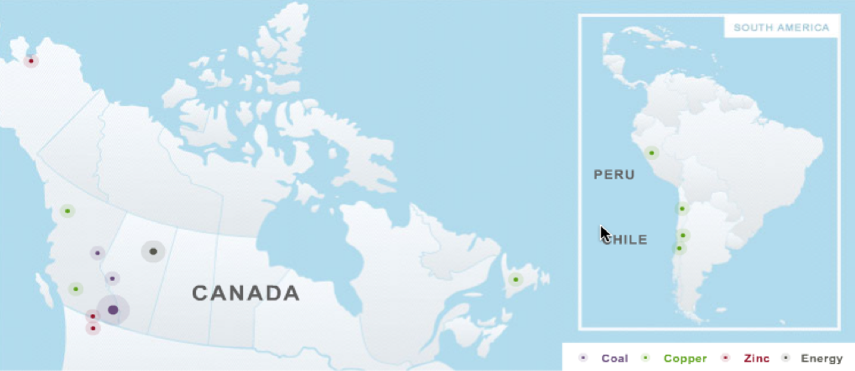 SOUTH AMERICA
PERU
CHILE
CANADA
Coal Copper Zinc Energy